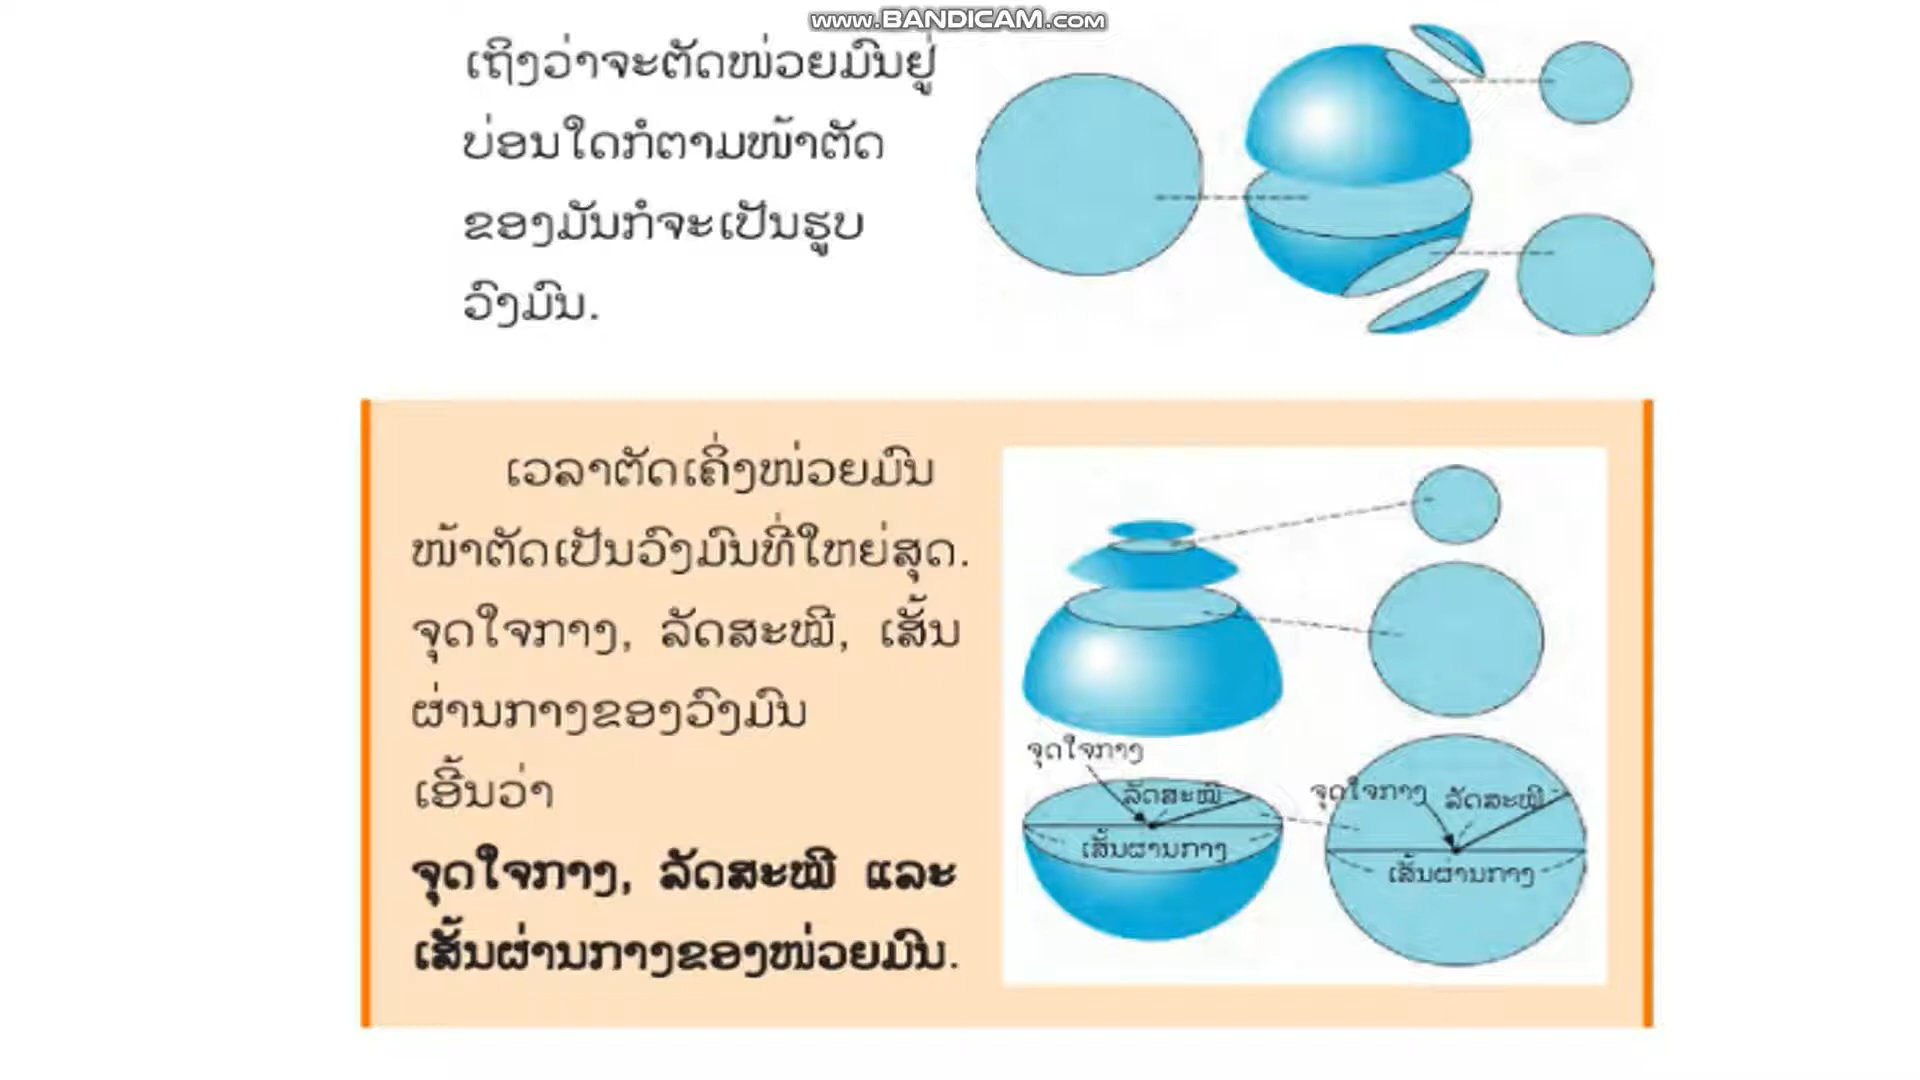 www.BANDICAM.com
ເຖິງວ່າຈະຕັດໜ່ວຍມົນຢູ່
ບ່ອນໃດກໍຕາມໜ້າຕັດ
ຂອງມັນກໍຈະເປັນຮູບ
ວົງມົນ.
ເວລາຕັດເຄິ່ງໜ່ວຍມົນ
ໜ້າຕັດເປັນວົງມົນທີ່ໃຫຍ່ສຸດ.
ຈຸດໃຈກາງ, ລັດສະໝີ, ເສັ້ນ
ຜ່ານກາງຂອງວົງມົນ
ເອີ້ນວ່າ
ຈຸດໃຈກາງ, ລັດສະໝີ ແລະ
ເສັ້ນຜ່ານກາງຂອງໜ່ວຍມົນ.
ຈຸດໃຈກາງ
ລັດສະໝີ
ເສັ້ນຜ່ານກາງ
ຈຸດໃຈກາງ
ລັດສະໝີ
ເສັ້ນຜ່ານກາງ